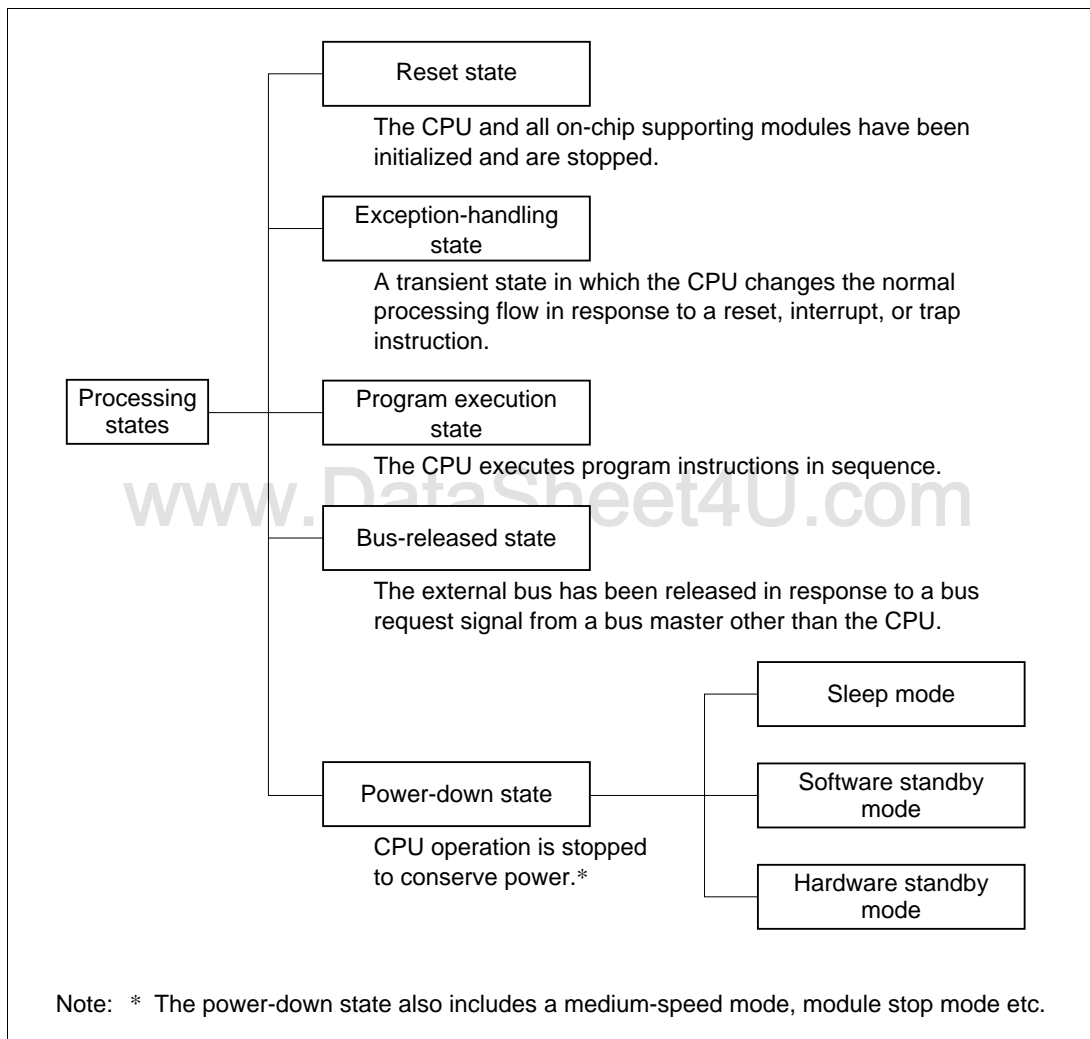 Reset state
The CPU and all on-chip supporting modules have been
initialized and are stopped.
Exception-handling
state
A transient state in which the CPU changes the normal
processing flow in response to a reset, interrupt, or trap
instruction.
Processing
states
Program execution
state
The CPU executes program instructions in sequence.
www.DataSheet4U.com
Bus-released state
The external bus has been released in response to a bus
request signal from a bus master other than the CPU.
Sleep mode
Power-down state
CPU operation is stopped
to conserve power.*
Software standby
mode
Hardware standby
mode
Note: * The power-down state also includes a medium-speed mode, module stop mode etc.